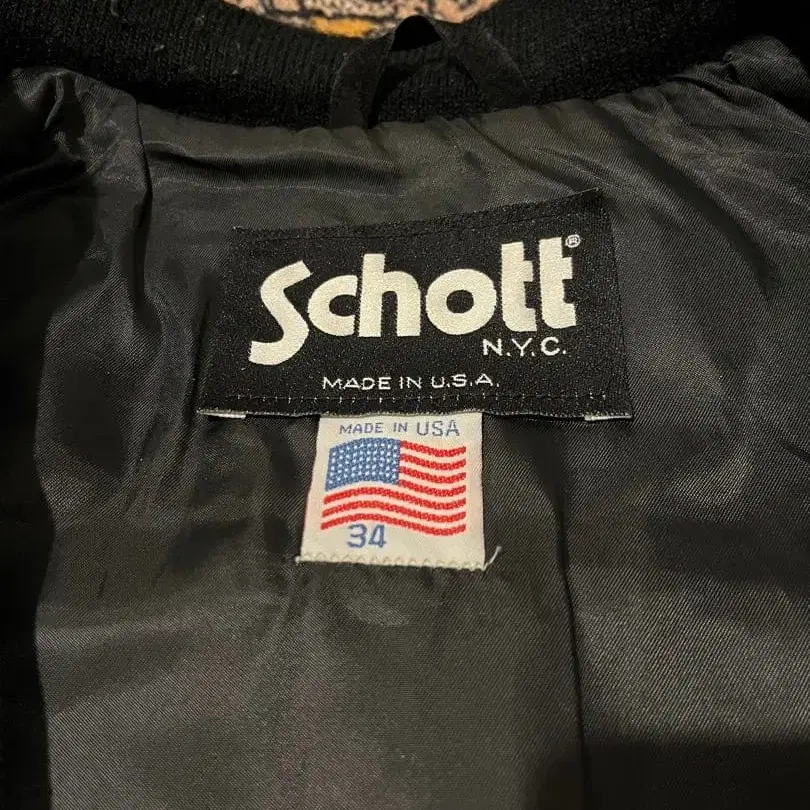 Schott®
N.Y.C.
MADE IN U.S.A.
MADE IN USA
34